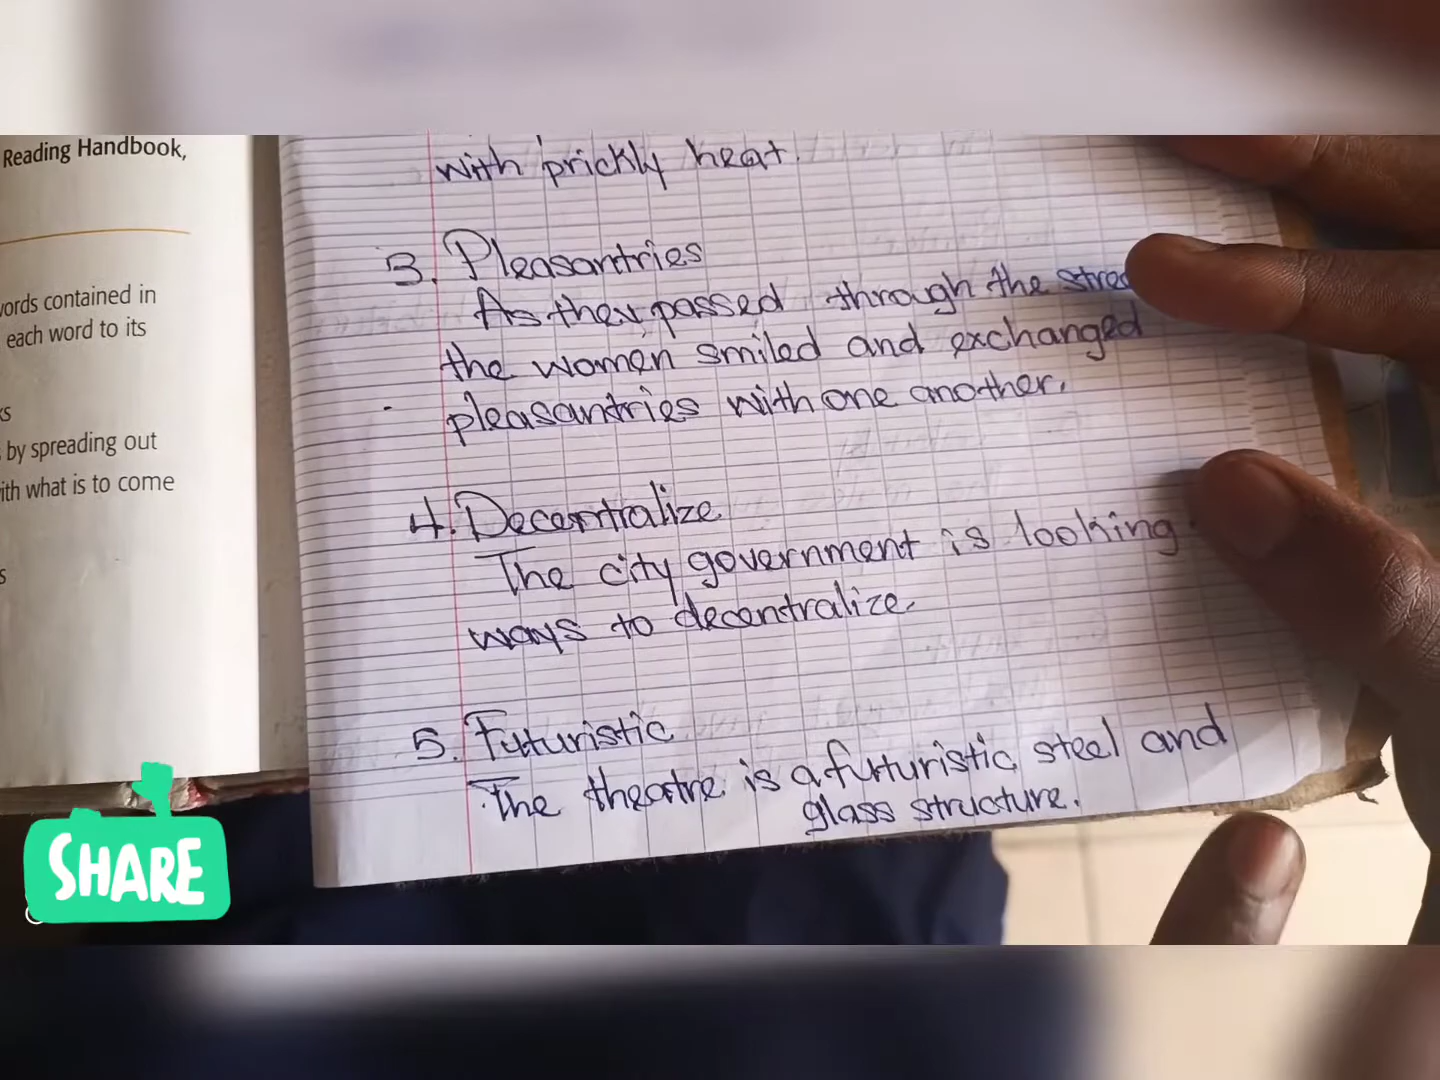 Reading Handbook,
words contained in
each word to its
by spreading out
with what is to come
with prickly heat.
3. Pleasantries
As they passed through the
the women smiled and exchanged
pleasantries with one another.
4. Decentralize
The city government is looking
ways to decentralize.
5. Futuristic
The theatre is a futuristic steel and
glass structure.
SHARE